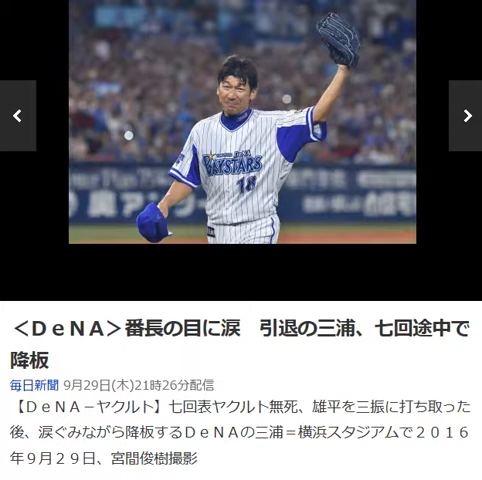 BAYSTARS
18
＜ＤｅＮＡ＞番長の目に涙　引退の三浦、七回途中で
降板
毎日新聞 9月29日(木)21時26分配信
【ＤｅＮＡ－ヤクルト】七回表ヤクルト無死、雄平を三振に打ち取った
後、涙ぐみながら降板するＤｅＮＡの三浦＝横浜スタジアムで２０１６
年９月２９日、宮間俊樹撮影